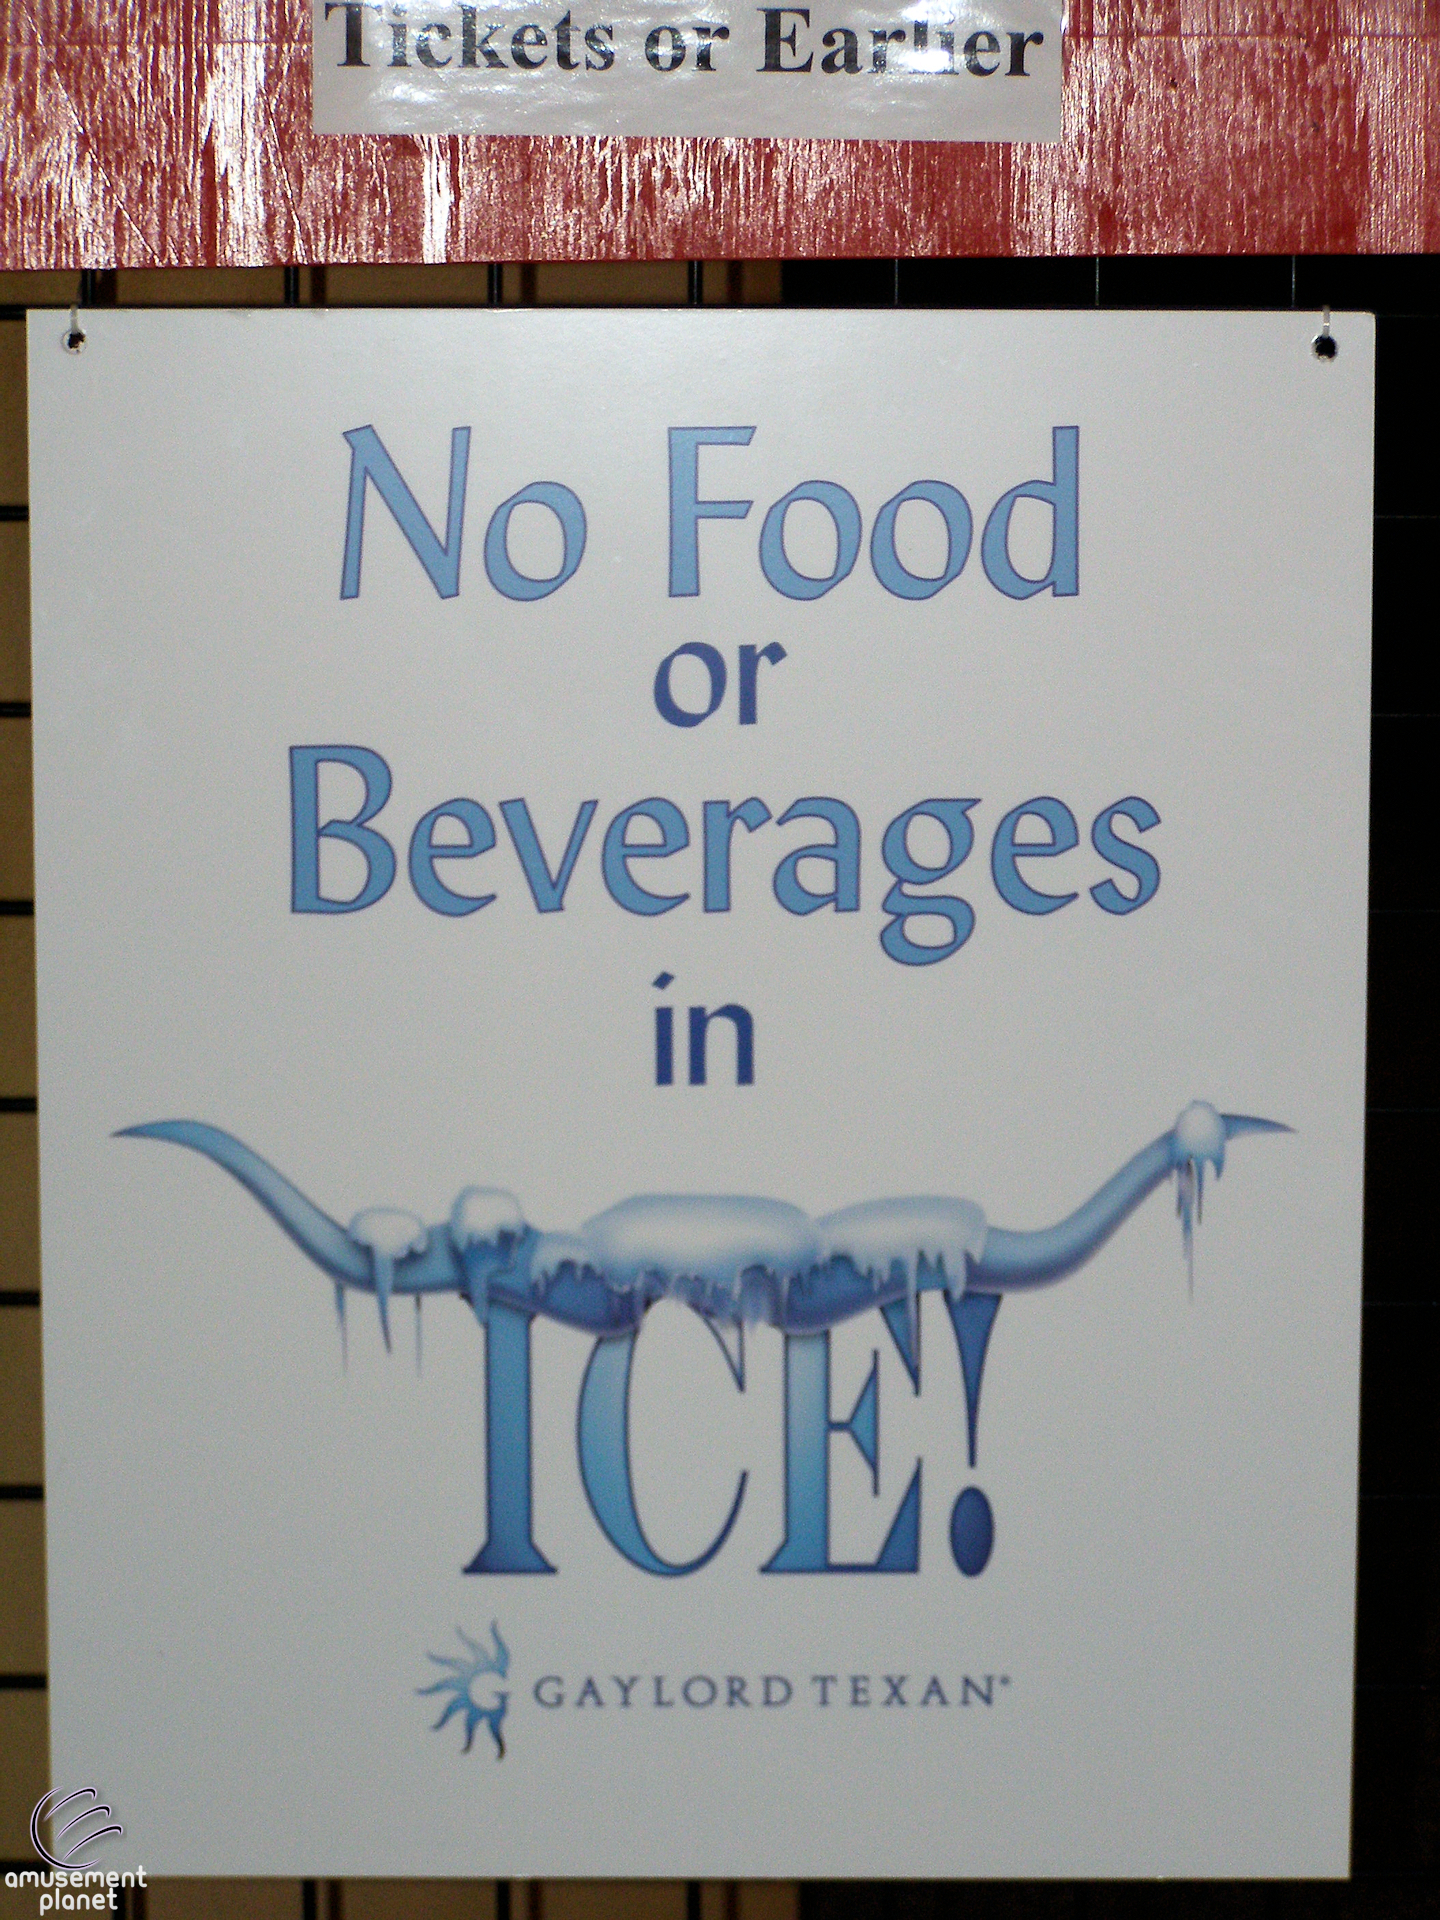 Tickets or Earlier
No Food
or
Beverages
in
ICE!
GAYLORD TEXAN®
amusement
planet